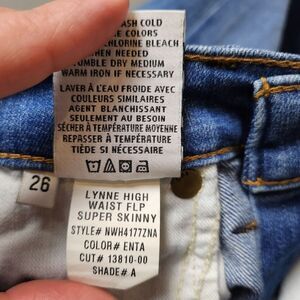 ASH COLD
E COLORS
CHLORINE BLEACH
WHEN NEEDED
TUMBLE DRY MEDIUM
WARM IRON IF NECESSARY
LAVER À L'EAU FROIDE AVEC
COULEURS SIMILAIRES
AGENT BLANCHISSANT
SEULEMENT AU BESOIN
SÉCHER À TEMPÉRATURE MOYENNE
REPASSER À TEMPÉRATURE
TIÈDE SI NÉCESSAIRE
26
LYNNE HIGH
WAIST FLP
SUPER SKINNY
STYLE# NWH4177ZNA
COLOR# ENTA
CUT# 13810-00
SHADE# A